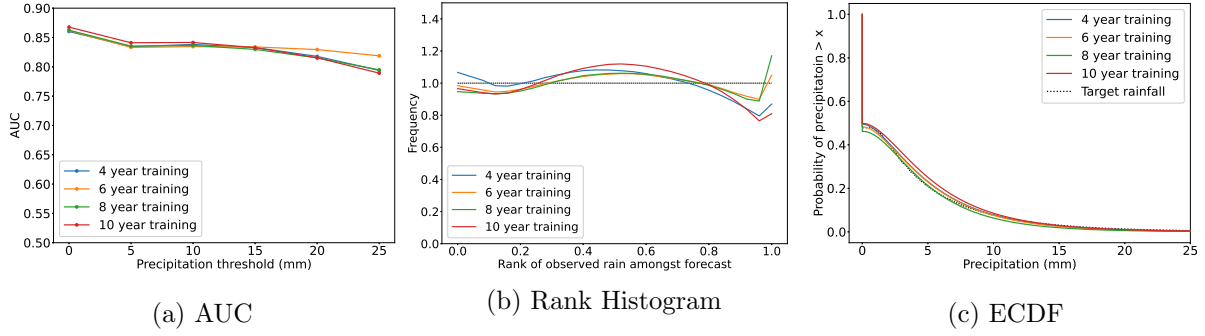 0.90
0.85
0.80
0.75
0.70
0.65
0.60
0.55
0.50
AUC
4 year training
6 year training
8 year training
10 year training
0
5
10
15
20
25
Precipitation threshold (mm)
(a) AUC
1.4
1.2
1.0
0.8
0.6
0.4
0.2
0.0
Frequency
4 year training
6 year training
8 year training
10 year training
0.0
0.2
0.4
0.6
0.8
1.0
Rank of observed rain amongst forecast
(b) Rank Histogram
1.0
0.8
0.6
0.4
0.2
0.0
Probability of precipitatoin > x
4 year training
6 year training
8 year training
10 year training
Target rainfall
0
5
10
15
20
25
Precipitation (mm)
(c) ECDF